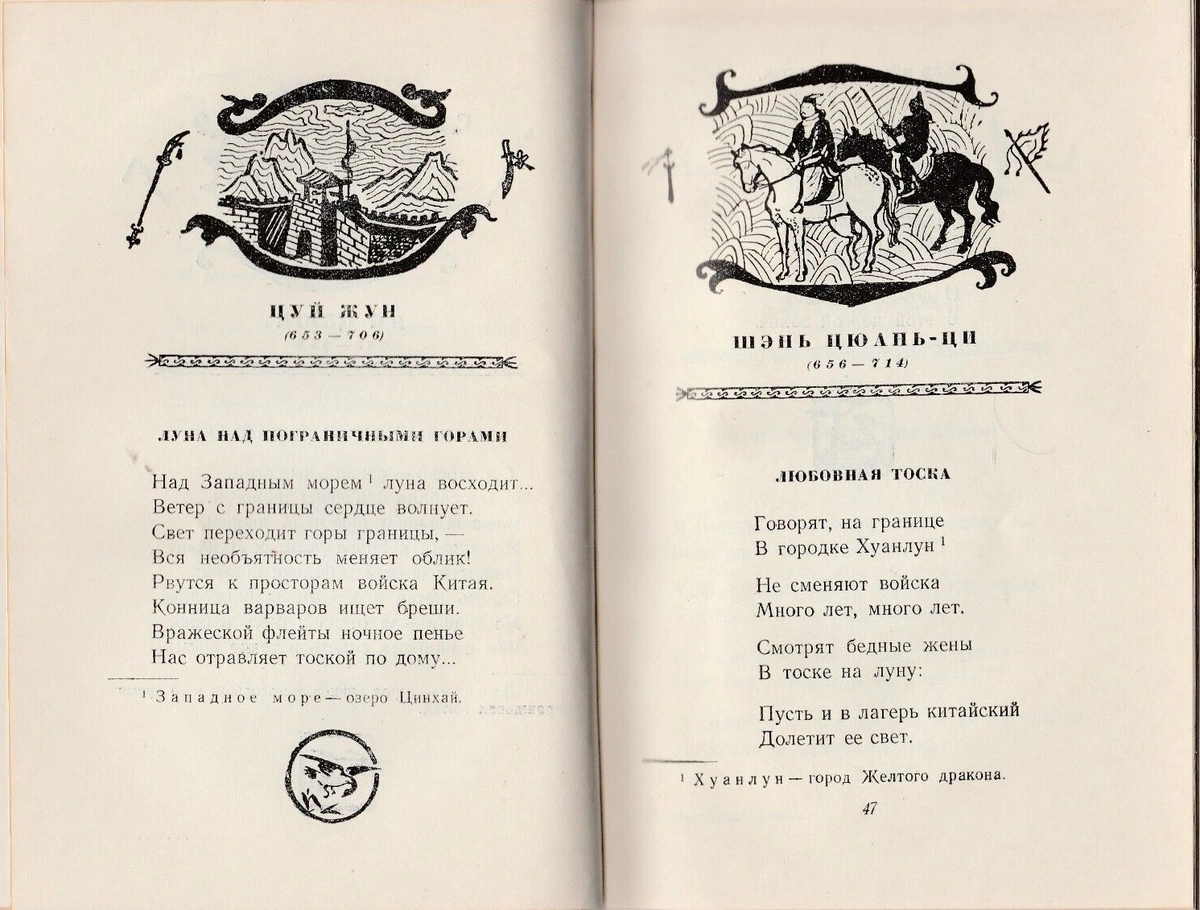 ЦУЙ ЖУН
(653 — 706)
ЛУНА НАД ПОГРАНИЧНЫМИ ГОРАМИ
Над Западным морем ¹ луна восходит...
Ветер с границы сердце волнует.
Свет переходит горы границы, —
Вся необъятность меняет облик!
Рвутся к просторам войска Китая.
Конница варваров ищет бреши.
Вражеской флейты ночное пенье
Нас отравляет тоской по дому...
¹ Западное море — озеро Цинхай.
ШЭНЬ ЦЮАНЬ-ЦИ
(656 — 714)
ЛЮБОВНАЯ ТОСКА
Говорят, на границе
В городке Хуанлун ¹
Не сменяют войска
Много лет, много лет.
Смотрят бедные жены
В тоске на луну:
Пусть и в лагерь китайский
Долетит ее свет.
¹ Хуанлун — город Желтого дракона.
47